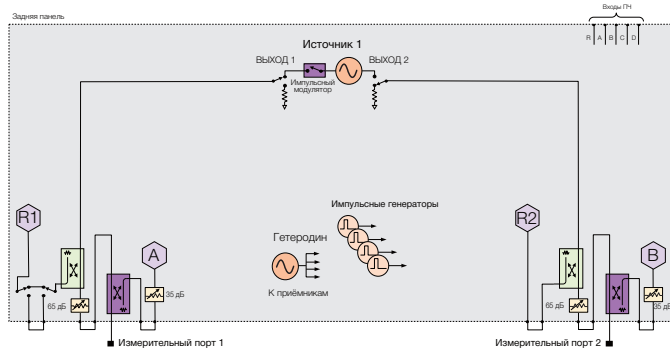 Входы ПЧ
Задняя панель
R A B C D
Источник 1
ВЫХОД 1
ВЫХОД 2
Импульсный
модулятор
Импульсные генераторы
R1
A
R2
B
Гетеродин
К приёмникам
65 дБ
35 дБ
65 дБ
35 дБ
Измерительный порт 1
Измерительный порт 2